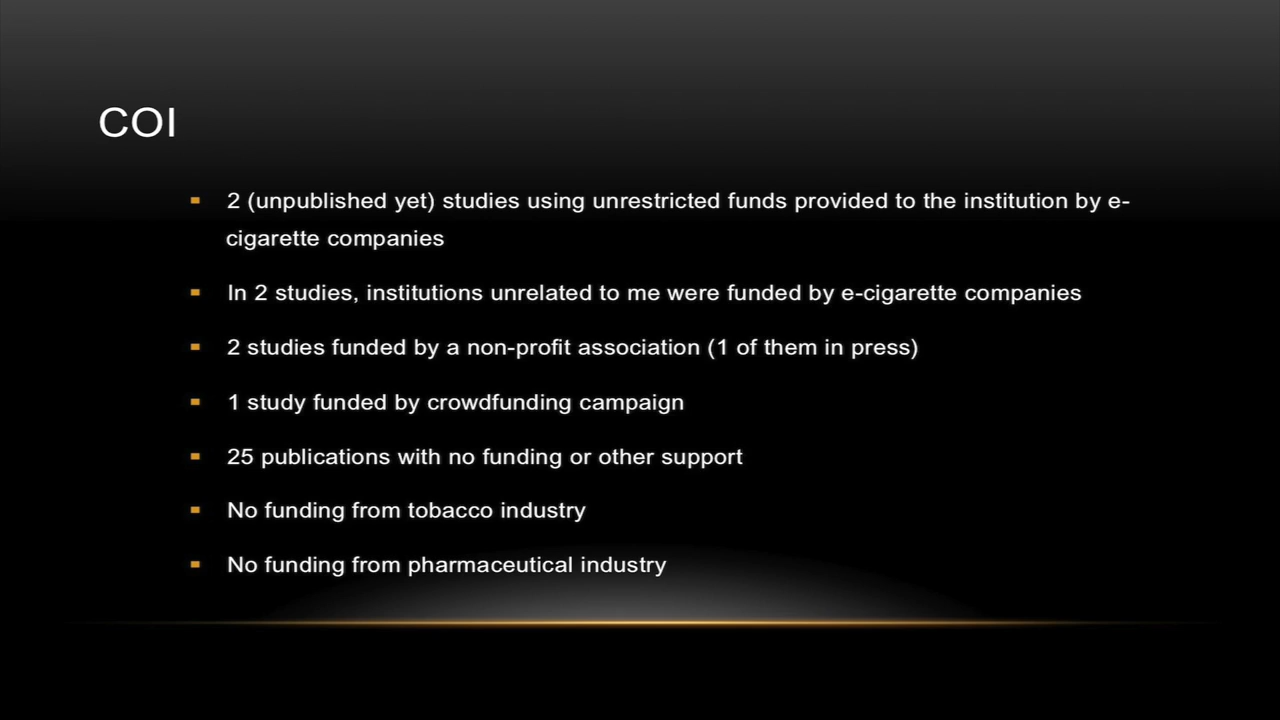 COI
2 (unpublished yet) studies using unrestricted funds provided to the institution by e-
cigarette companies
In 2 studies, institutions unrelated to me were funded by e-cigarette companies
2 studies funded by a non-profit association (1 of them in press)
1 study funded by crowdfunding campaign
25 publications with no funding or other support
No funding from tobacco industry
No funding from pharmaceutical industry